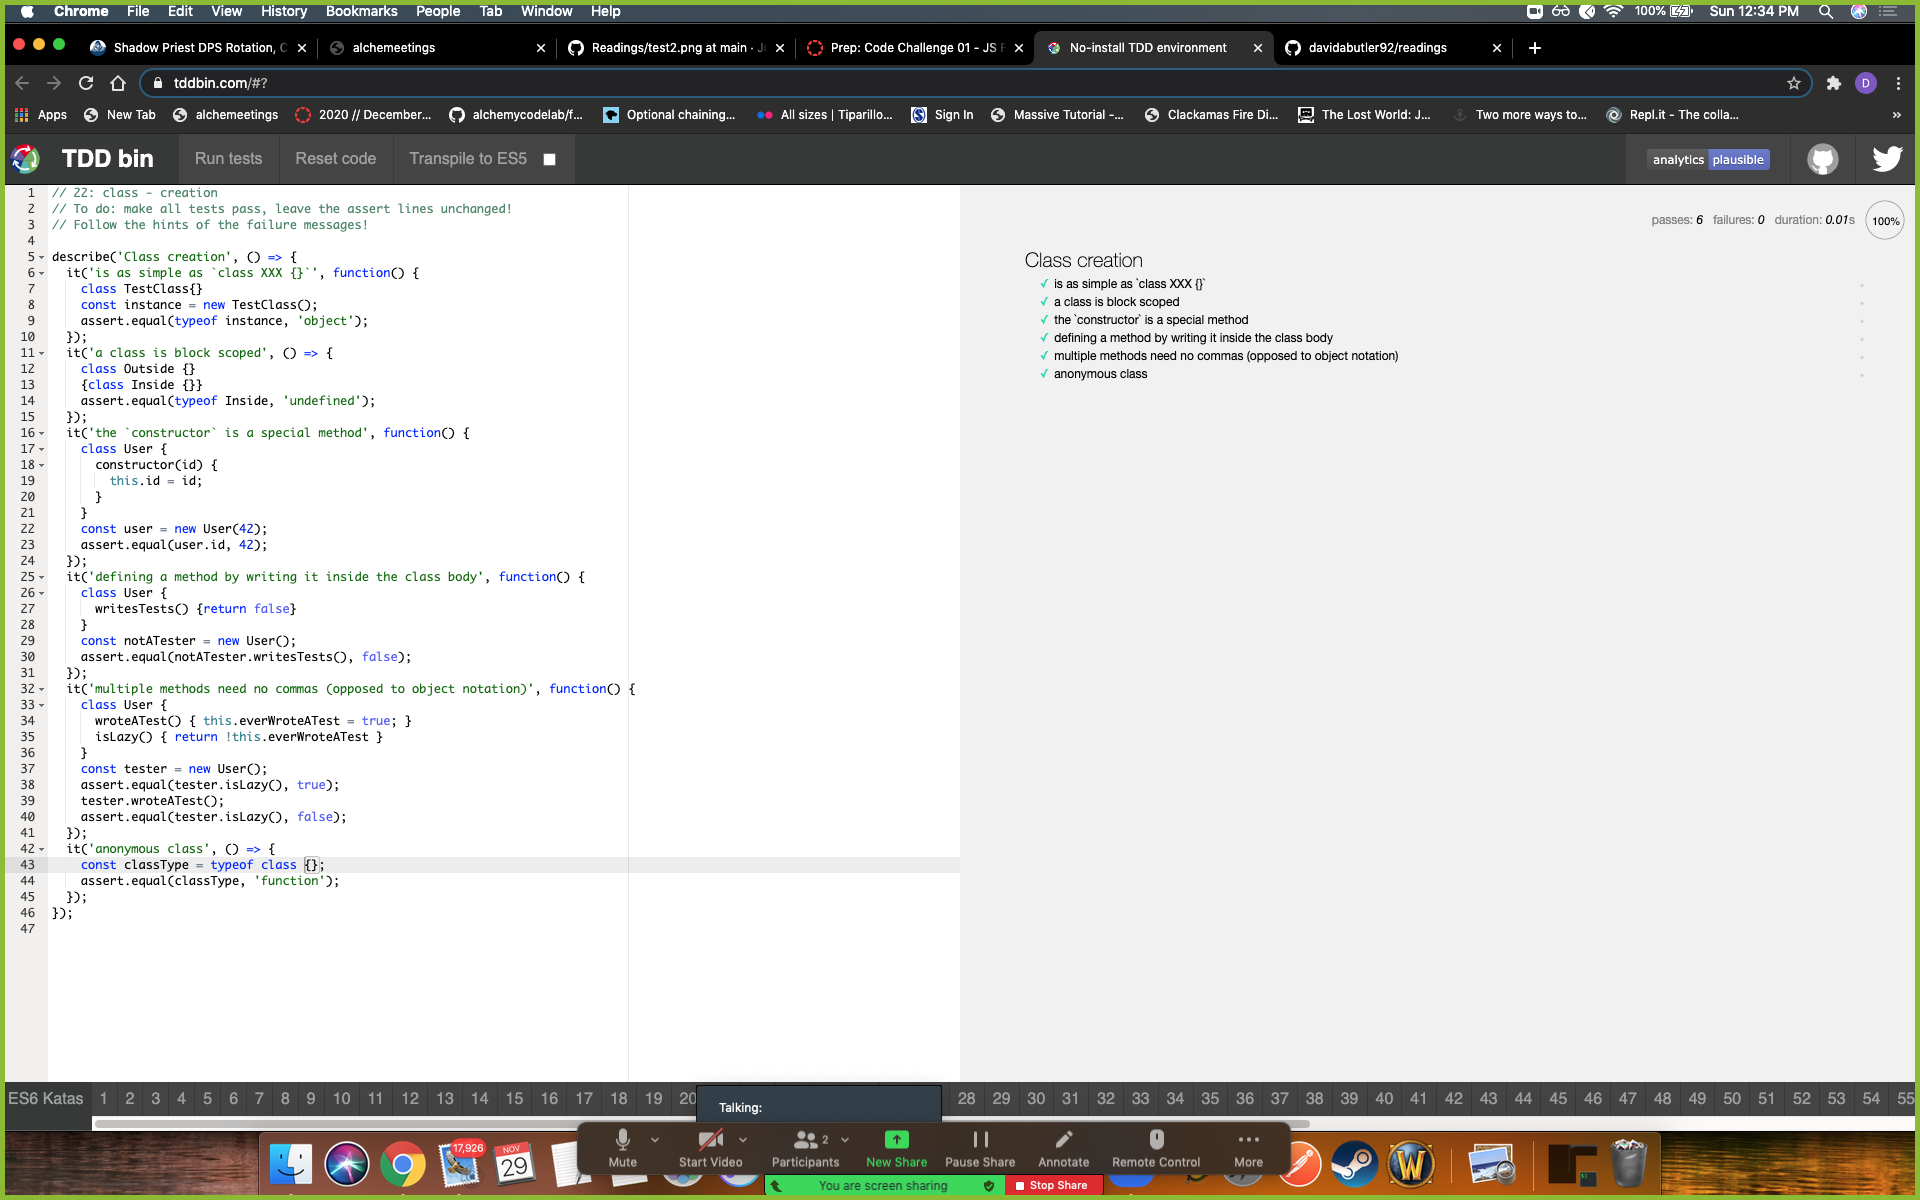 Chrome File Edit View History Bookmarks People Tab Window Help 100% Sun 12:34 PM
Shadow Priest DPS Rotation, C
alchemeetings
Readings/test2.png at main · Ju
Prep: Code Challenge 01 - JS F
No-install TDD environment
davidabutler92/readings
tddbin.com/#?
D
Apps New Tab alchemeetings 2020 // December... alchemycodelab/f... Optional chaining... All sizes | Tiparillo... Sign In Massive Tutorial -... Clackamas Fire Di... The Lost World: J... Two more ways to... Repl.it - The colla... »
TDD bin Run tests Reset code Transpile to ES5 analytics plausible
1 // 22: class - creation
2 // To do: make all tests pass, leave the assert lines unchanged!
3 // Follow the hints of the failure messages!
4
5 describe('Class creation', () => {
6 it('is as simple as `class XXX {}`', function() {
7 class TestClass{}
8 const instance = new TestClass();
9 assert.equal(typeof instance, 'object');
10 });
11 it('a class is block scoped', () => {
12 class Outside {}
13 {class Inside {}}
14 assert.equal(typeof Inside, 'undefined');
15 });
16 it('the `constructor` is a special method', function() {
17 class User {
18 constructor(id) {
19 this.id = id;
20 }
21 }
22 const user = new User(42);
23 assert.equal(user.id, 42);
24 });
25 it('defining a method by writing it inside the class body', function() {
26 class User {
27 writesTests() {return false}
28 }
29 const notATester = new User();
30 assert.equal(notATester.writesTests(), false);
31 });
32 it('multiple methods need no commas (opposed to object notation)', function() {
33 class User {
34 wroteATest() { this.everWroteATest = true; }
35 isLazy() { return !this.everWroteATest }
36 }
37 const tester = new User();
38 assert.equal(tester.isLazy(), true);
39 tester.wroteATest();
40 assert.equal(tester.isLazy(), false);
41 });
42 it('anonymous class', () => {
43 const classType = typeof class {};
44 assert.equal(classType, 'function');
45 });
46 });
47
passes: 6 failures: 0 duration: 0.01s 100%
Class creation
✓ is as simple as `class XXX {}`
✓ a class is block scoped
✓ the `constructor` is a special method
✓ defining a method by writing it inside the class body
✓ multiple methods need no commas (opposed to object notation)
✓ anonymous class
ES6 Katas 1 2 3 4 5 6 7 8 9 10 11 12 13 14 15 16 17 18 19 20 28 29 30 31 32 33 34 35 36 37 38 39 40 41 42 43 44 45 46 47 48 49 50 51 52 53 54 55
Talking:
17,926
NOV
29
2
Mute Start Video Participants New Share Pause Share Annotate Remote Control More
You are screen sharing Stop Share